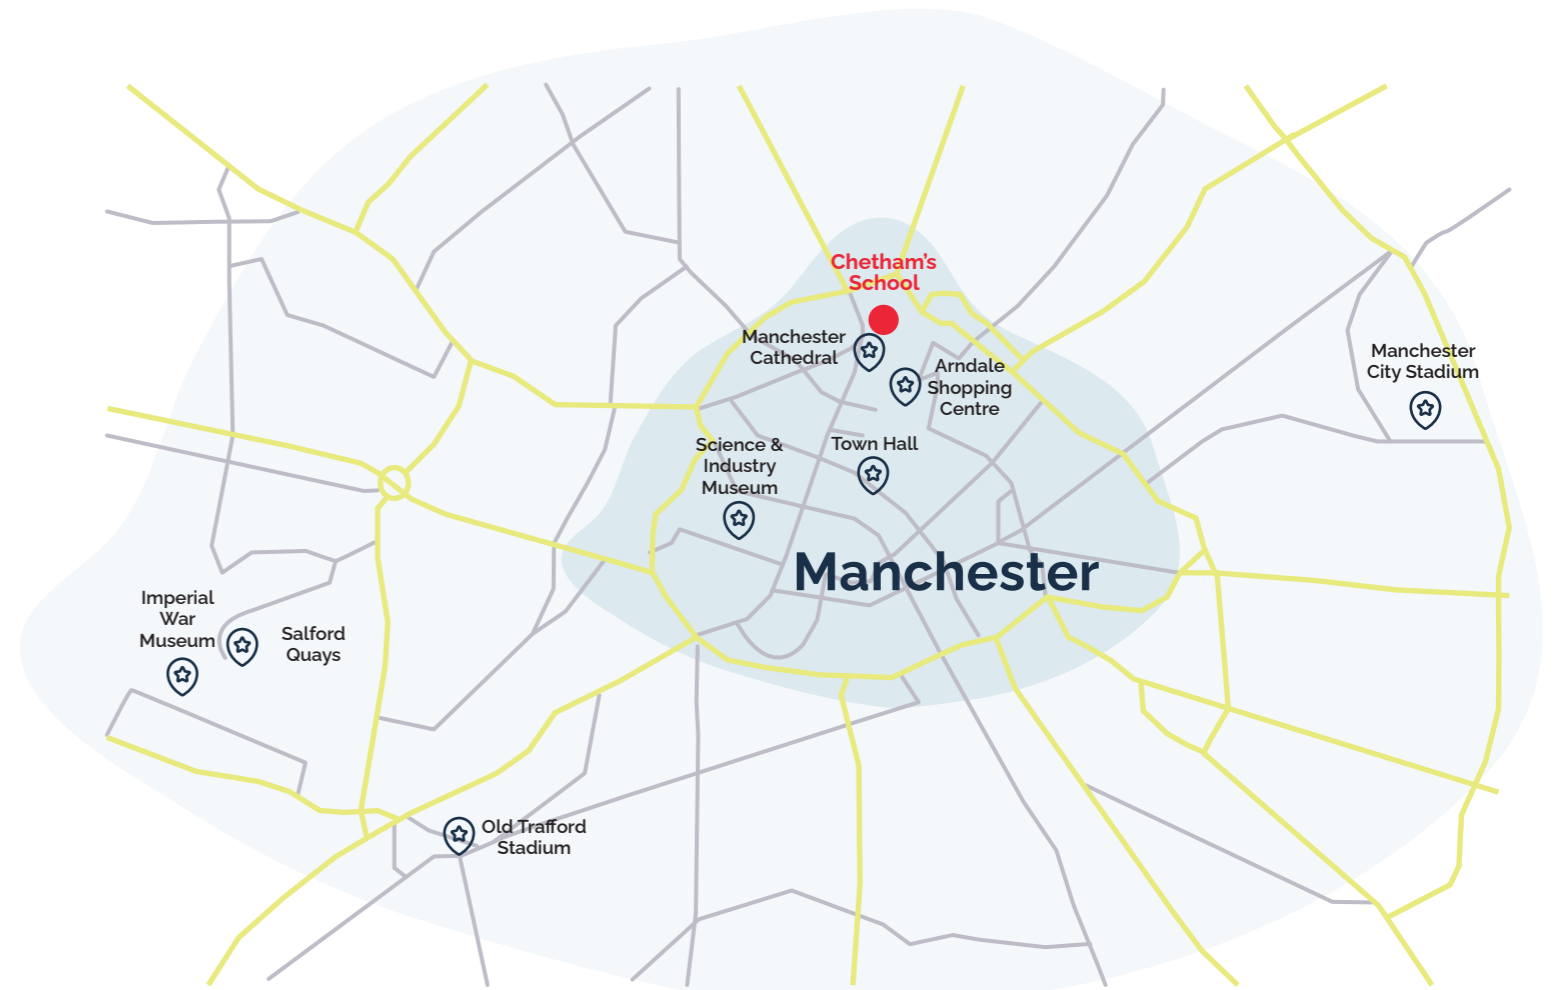 Chetham's
School
Manchester
Cathedral
Arndale
Shopping
Centre
Manchester
City Stadium
Science &
Industry
Museum
Town Hall
Manchester
Imperial
War
Museum
Salford
Quays
Old Trafford
Stadium